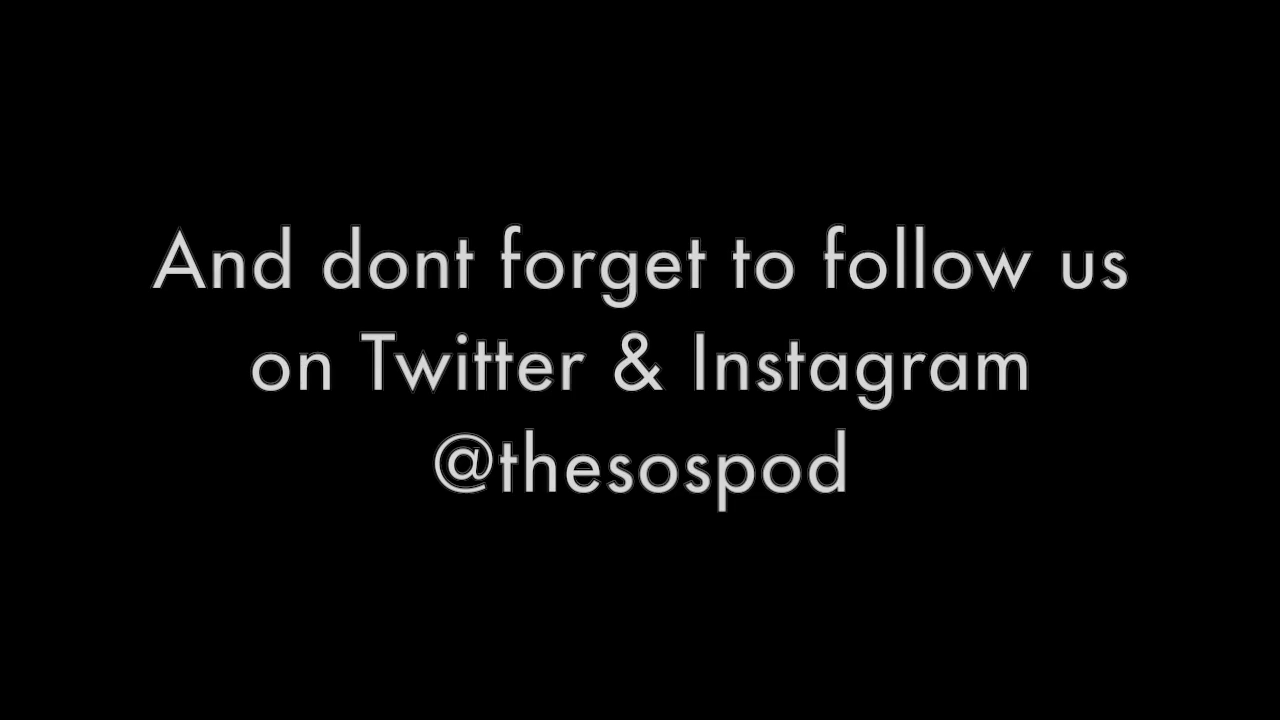 And dont forget to follow us
on Twitter & Instagram
@thesospod